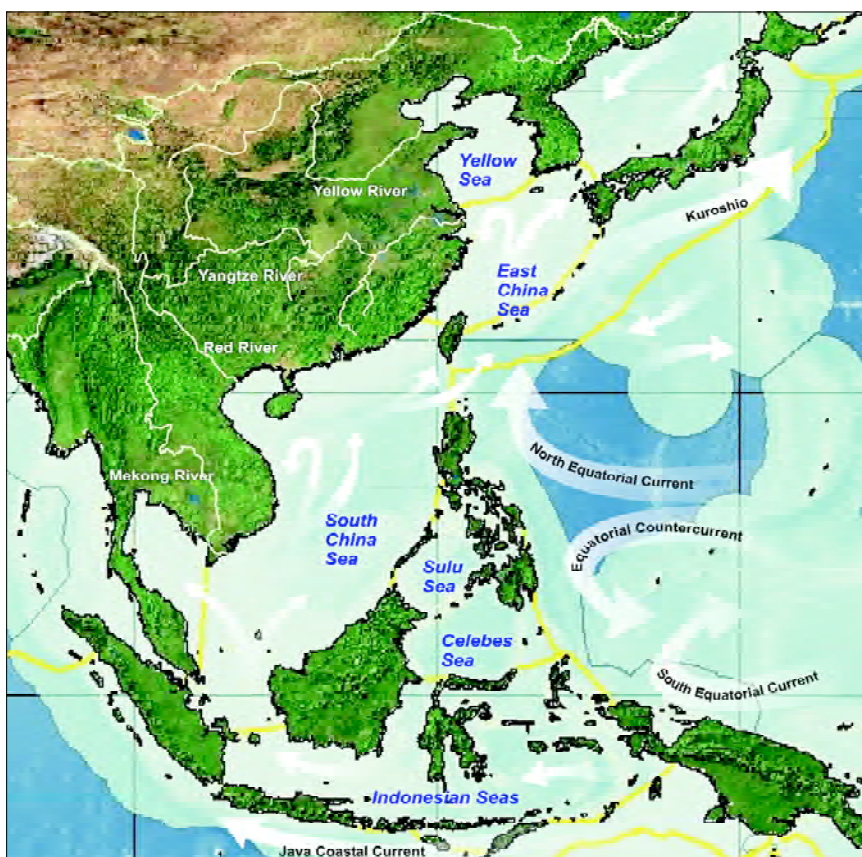 Yellow
Sea
Yellow River
Kuroshio
Yangtze River
East
China
Sea
Red River
North Equatorial Current
Mekong River
South
China
Sea
Equatorial Countercurrent
Sulu
Sea
Celebes
Sea
South Equatorial Current
Indonesian Seas
Java Coastal Current